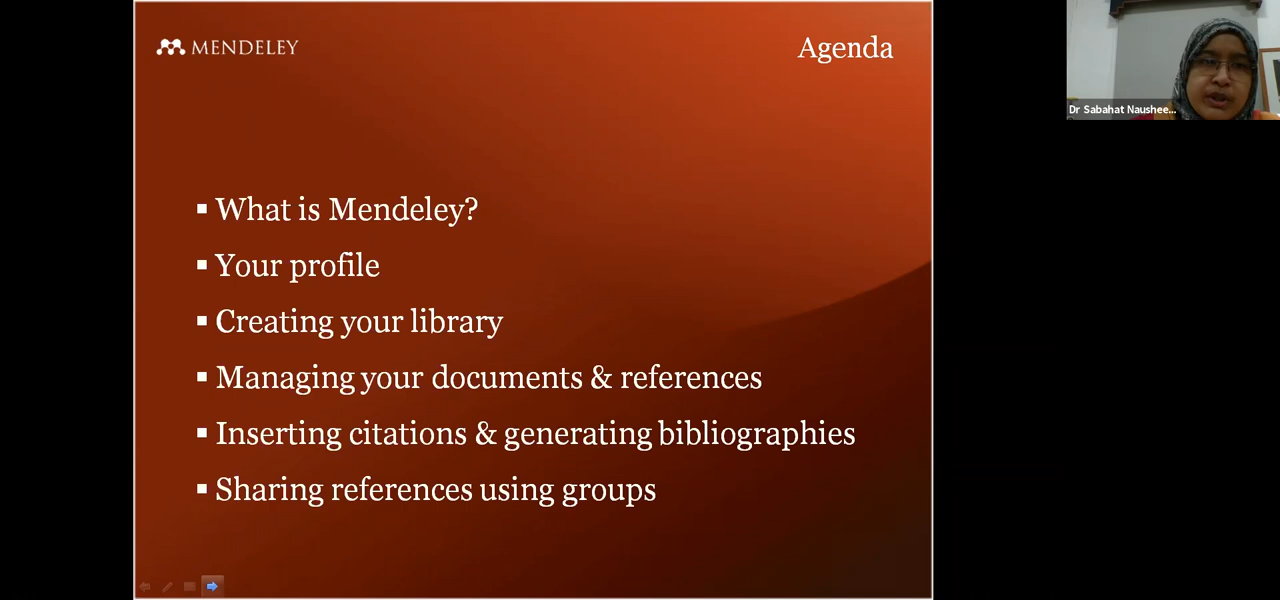 MENDELEY
Agenda
Dr Sabahat Naushee...
▪ What is Mendeley?
▪ Your profile
▪ Creating your library
▪ Managing your documents & references
▪ Inserting citations & generating bibliographies
▪ Sharing references using groups